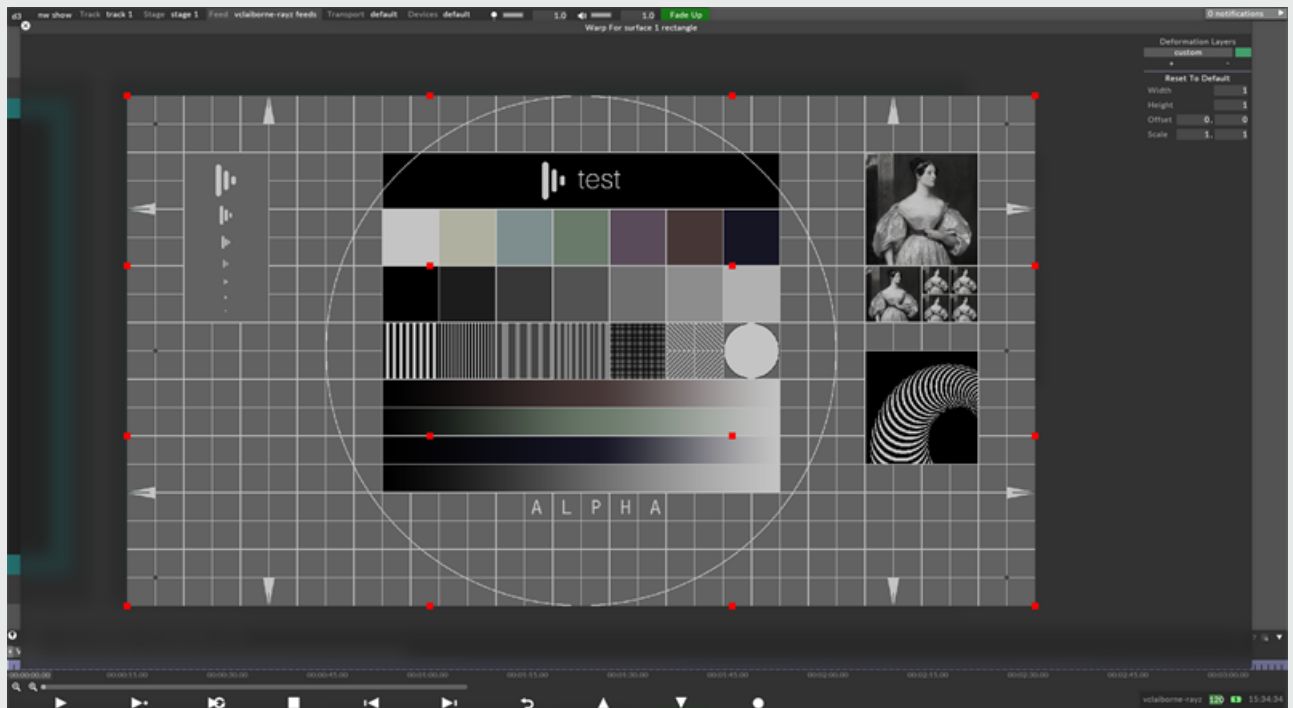 d3 nw show Track track 1 Stage stage 1 Feed vclaiborne-rayz feeds Transport default Devices default 1.0 1.0 Fade Up 0 notifications
Warp For surface 1 rectangle
Deformation Layers
custom
+ -
Reset To Default
Width 1
Height 1
Offset 0. 0
Scale 1. 1
test
A L P H A
00:00:00.00 00:00:15.00 00:00:30.00 00:00:45.00 00:01:00.00 00:01:15.00 00:01:30.00 00:01:45.00 00:02:00.00 00:02:15.00 00:02:30.00 00:02:45.00 00:03:00.00
vclaiborne-rayz 120 15:34:34